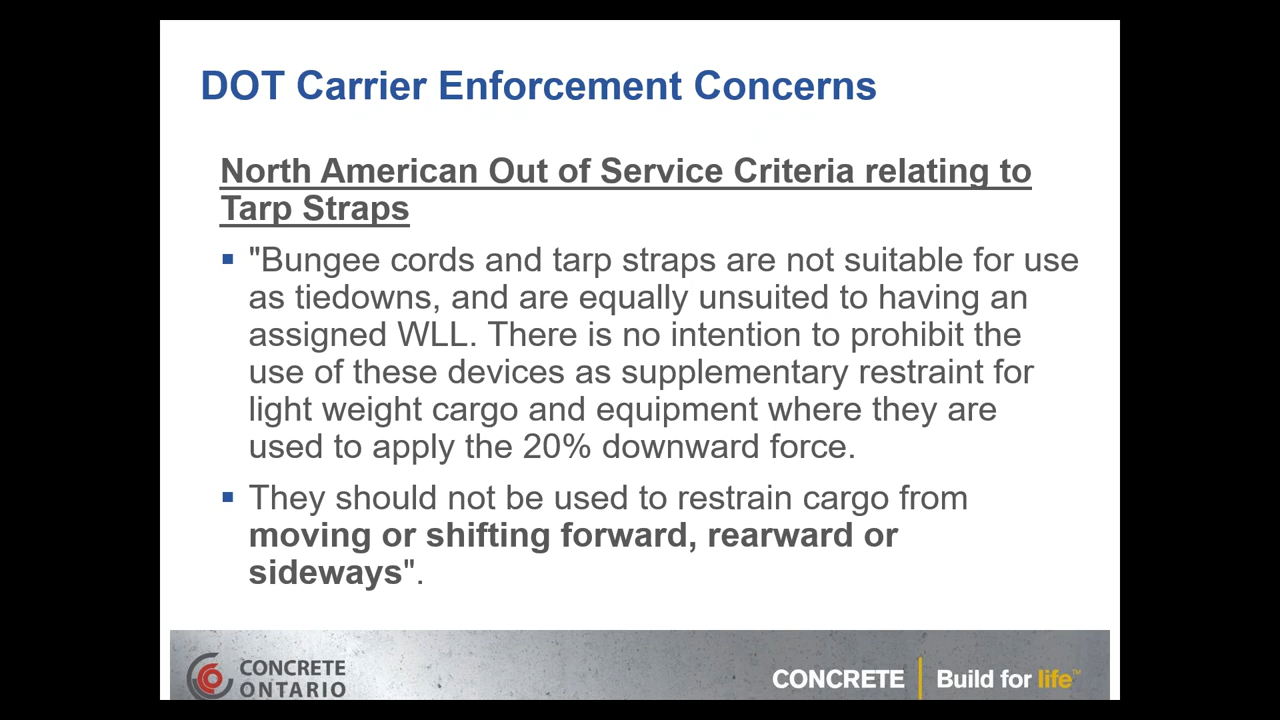 DOT Carrier Enforcement Concerns
North American Out of Service Criteria relating to
Tarp Straps
▪ "Bungee cords and tarp straps are not suitable for use
as tiedowns, and are equally unsuited to having an
assigned WLL. There is no intention to prohibit the
use of these devices as supplementary restraint for
light weight cargo and equipment where they are
used to apply the 20% downward force.
▪ They should not be used to restrain cargo from
moving or shifting forward, rearward or
sideways".
CONCRETE
ONTARIO
CONCRETE | Build for life™